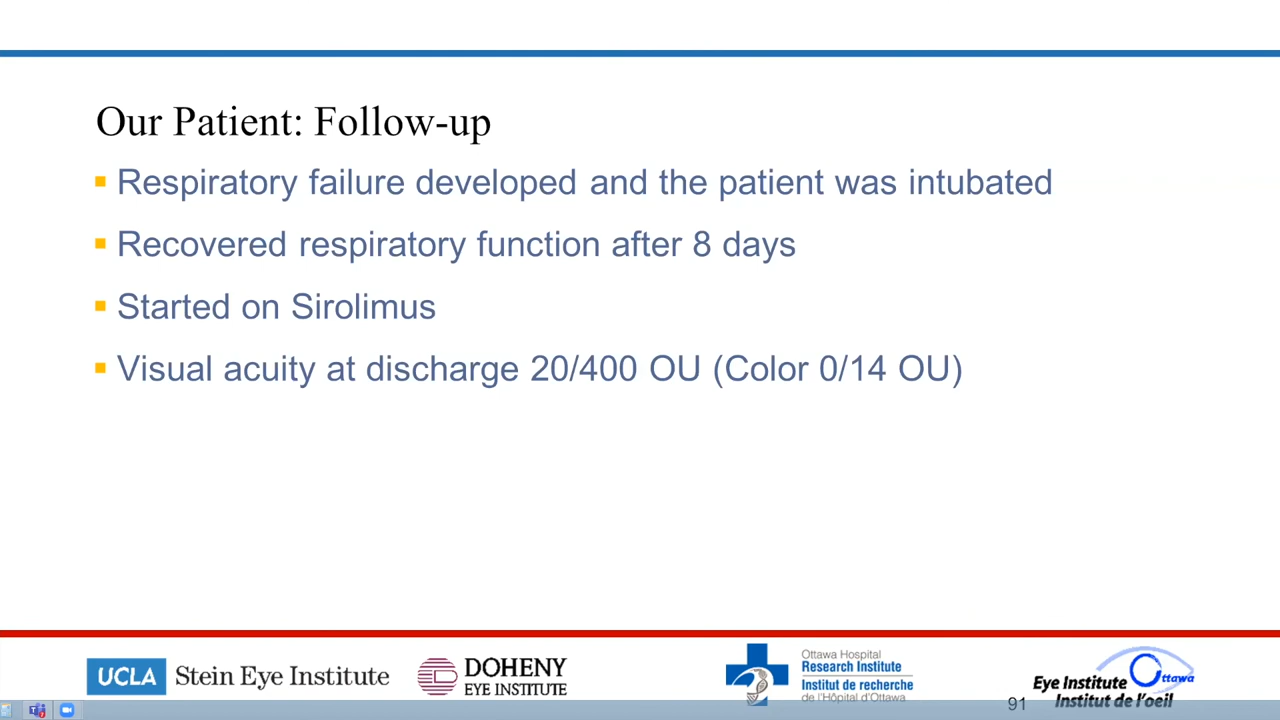 Our Patient: Follow-up
Respiratory failure developed and the patient was intubated
Recovered respiratory function after 8 days
Started on Sirolimus
Visual acuity at discharge 20/400 OU (Color 0/14 OU)
UCLA Stein Eye Institute
DOHENY
EYE INSTITUTE
Ottawa Hospital
Research Institute
Institut de recherche
de l'Hôpital d'Ottawa
91
Eye Institute Ottawa
Institut de l'oeil